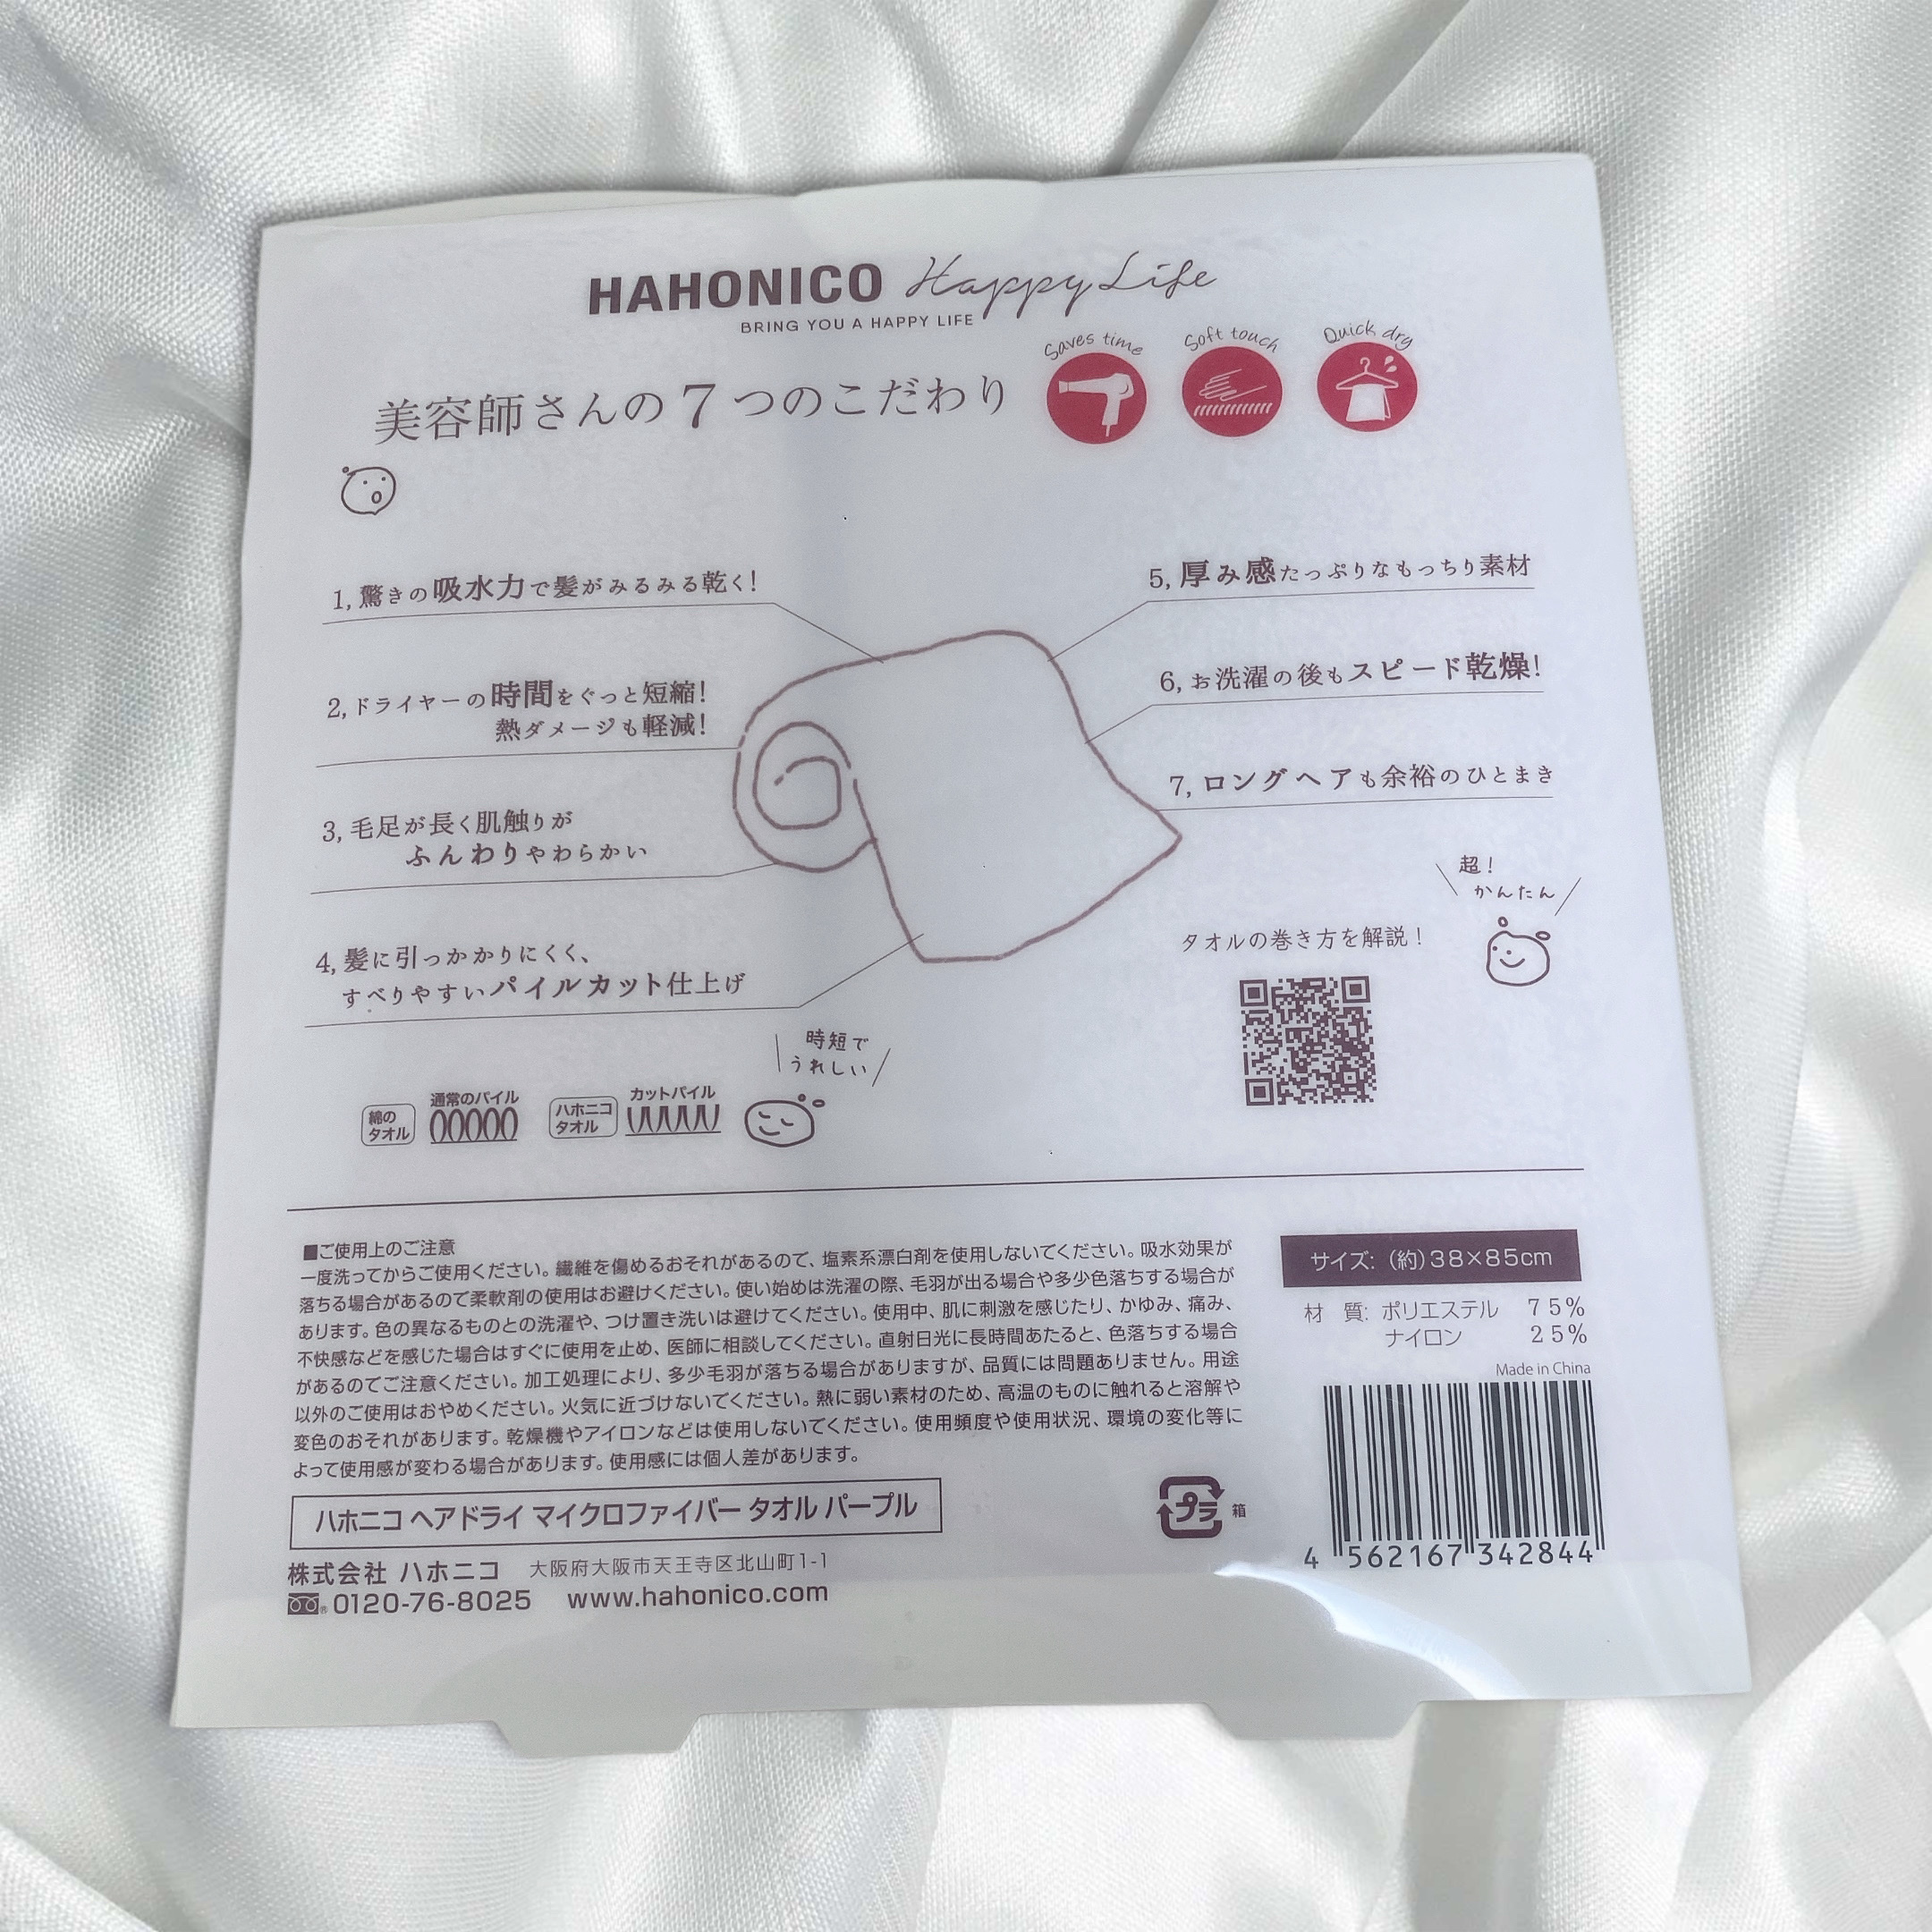 HAHONICO Happy Life
BRING YOU A HAPPY LIFE
美容師さんの7つのこだわり
Saves time
Soft touch
Quick dry
1, 驚きの吸水力で髪がみるみる乾く!
2, ドライヤーの時間をぐっと短縮!
熱ダメージも軽減!
3, 毛足が長く肌触りが
ふんわりやわらかい
4, 髪に引っかかりにくく、
すべりやすいパイルカット仕上げ
5, 厚み感たっぷりなもっちり素材
6, お洗濯の後もスピード乾燥!
7, ロングヘアも余裕のひとまき
超!
かんたん
タオルの巻き方を解説!
時短で
うれしい
綿の
タオル
通常のパイル
ハホニコ
タオル
カットパイル
■ご使用上のご注意
一度洗ってからご使用ください。繊維を傷めるおそれがあるので、塩素系漂白剤を使用しないでください。吸水効果が
落ちる場合があるので柔軟剤の使用はお避けください。使い始めは洗濯の際、毛羽が出る場合や多少色落ちする場合が
あります。色の異なるものとの洗濯や、つけ置き洗いは避けてください。使用中、肌に刺激を感じたり、かゆみ、痛み、
不快感などを感じた場合はすぐに使用を止め、医師に相談してください。直射日光に長時間あたると、色落ちする場合
があるのでご注意ください。加工処理により、多少毛羽が落ちる場合がありますが、品質には問題ありません。用途
以外のご使用はおやめください。火気に近づけないでください。熱に弱い素材のため、高温のものに触れると溶解や
変色のおそれがあります。乾燥機やアイロンなどは使用しないでください。使用頻度や使用状況、環境の変化等に
よって使用感が変わる場合があります。使用感には個人差があります。
サイズ:(約)38×85cm
材 質: ポリエステル 75%
ナイロン 25%
Made in China
4 562167 342844
プラ 箱
ハホニコ ヘアドライ マイクロファイバー タオル パープル
株式会社 ハホニコ 大阪府大阪市天王寺区北山町1-1
0120-76-8025 www.hahonico.com